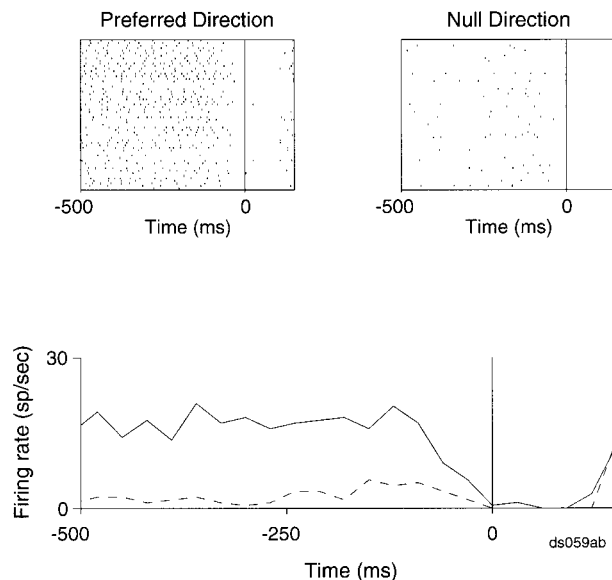 Preferred Direction
Null Direction
-500
0
-500
0
Time (ms)
Time (ms)
30
Firing rate (sp/sec)
0
-500
-250
0
ds059ab
Time (ms)